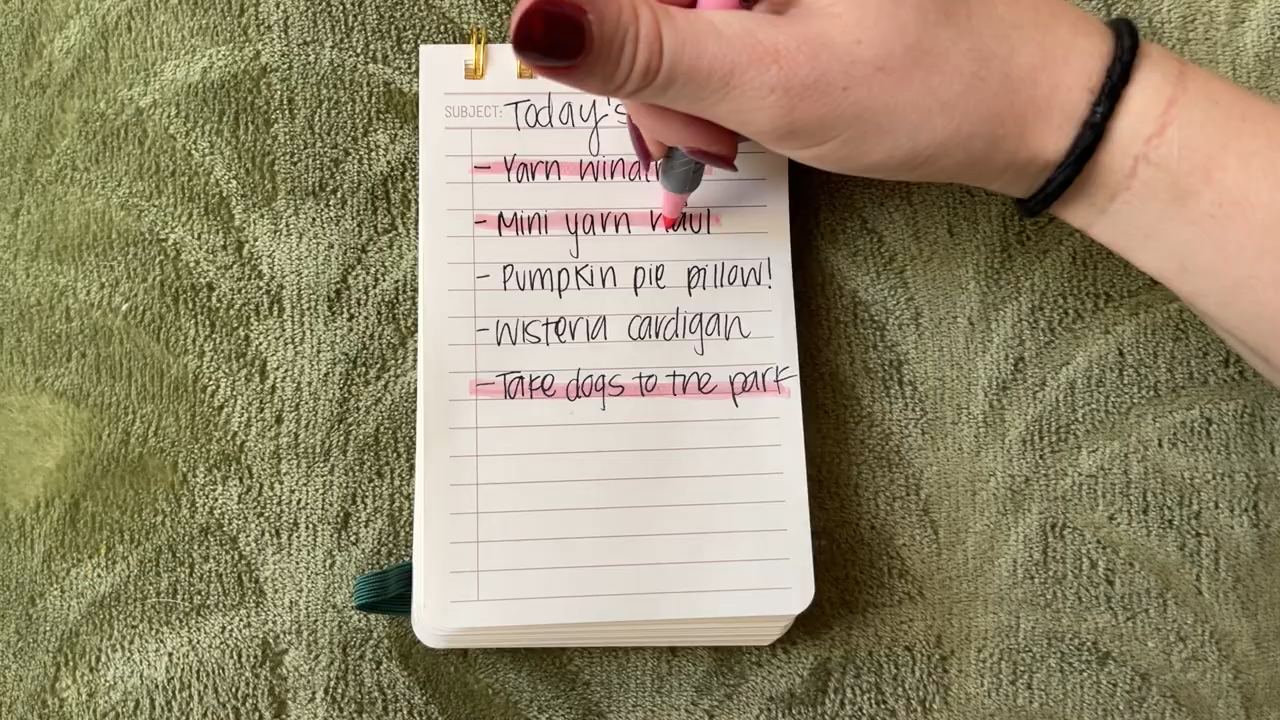 SUBJECT: Today's
- Yarn
- Mini yarn haul
- Pumpkin pie pillow!
- Wisteria cardigan
- Take dogs to the park